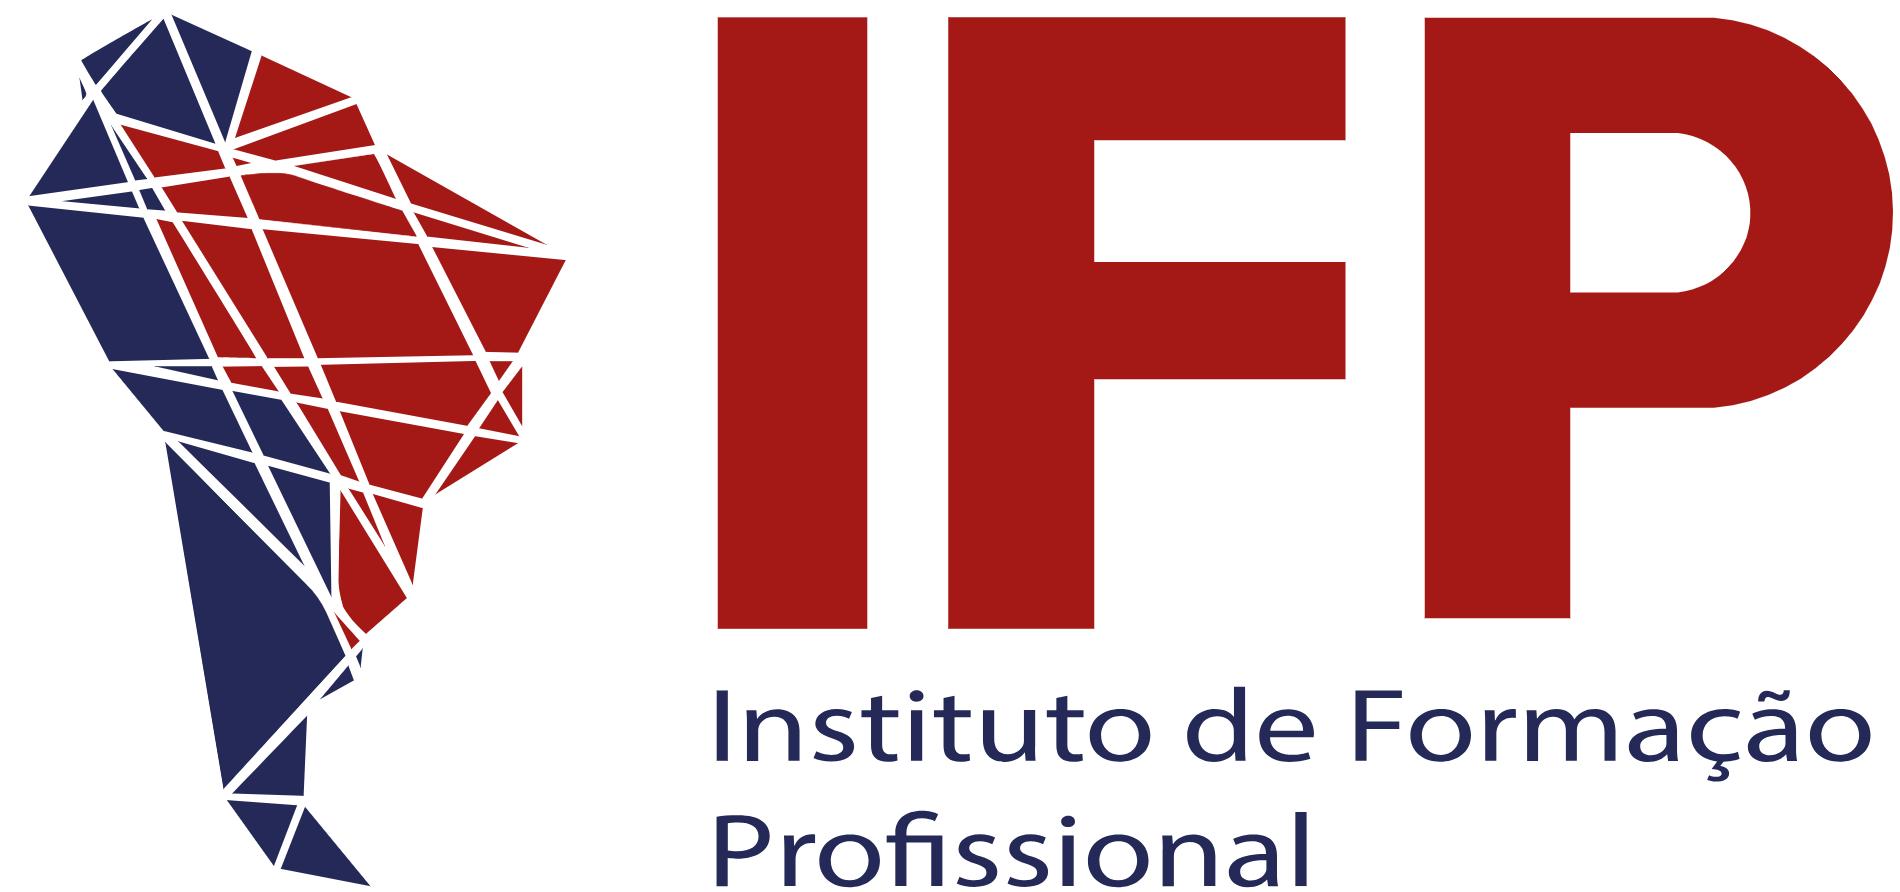 IFP
Instituto de Formação
Profissional